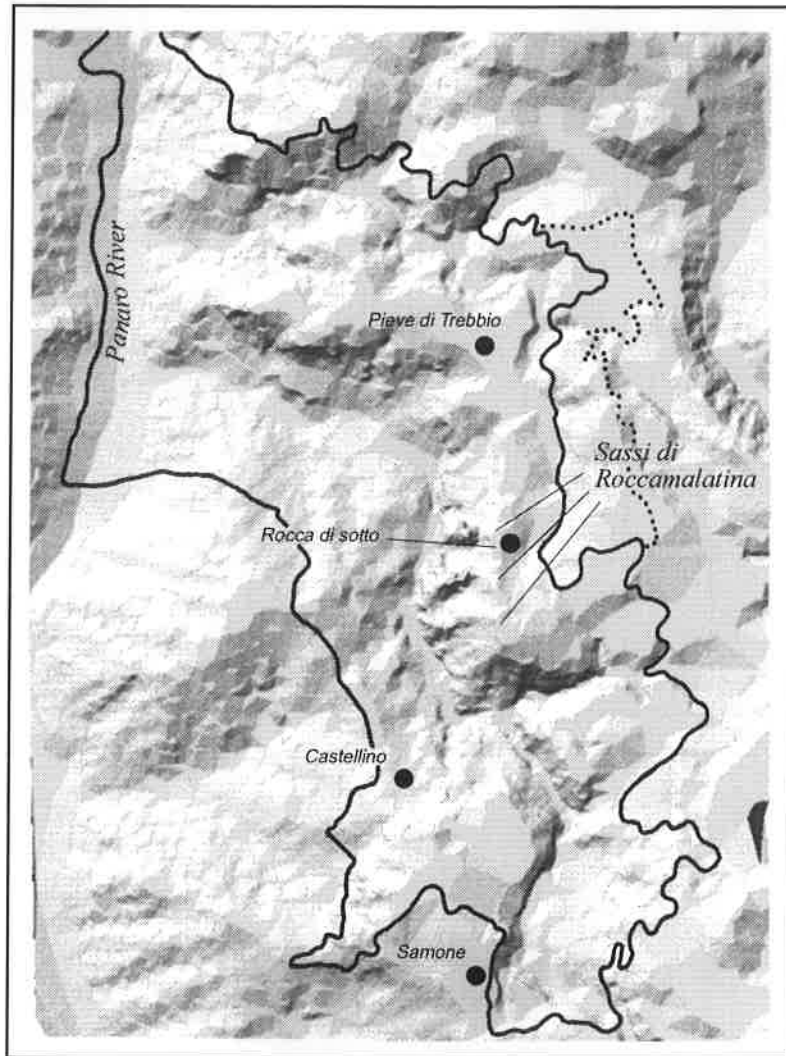 Panaro River
Pieve di Trebbio
Sassi di
Roccamalatina
Rocca di sotto
Castellino
Samone